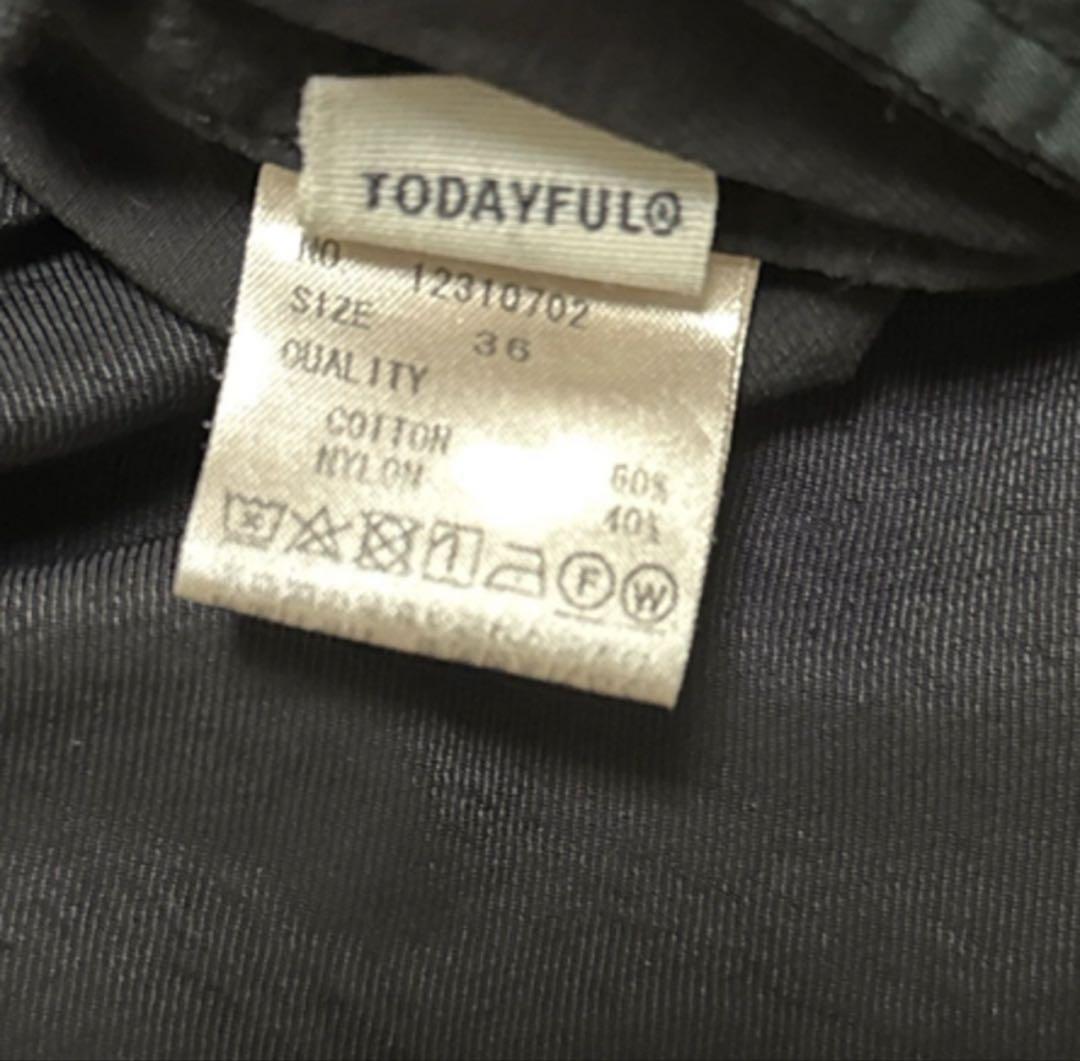 TODAYFUL®
NO. 12310702
SIZE 36
QUALITY
COTTON 60%
NYLON 40%
F W